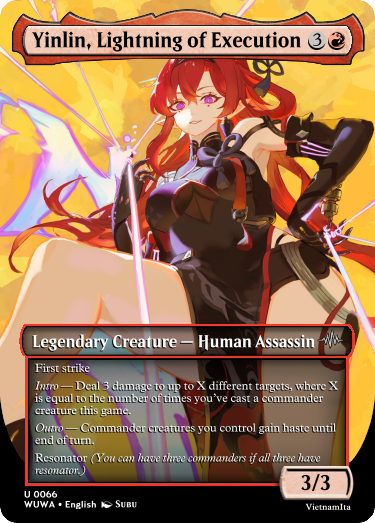 Yinlin, Lightning of Execution 3
Legendary Creature — Human Assassin
First strike
Intro — Deal 3 damage to up to X different targets, where X
is equal to the number of times you've cast a commander
creature this game.
Outro — Commander creatures you control gain haste until
end of turn.
Resonator (You can have three commanders if all three have
resonator.)
3/3
U 0066
WUWA • English SUBU
VietnamIta